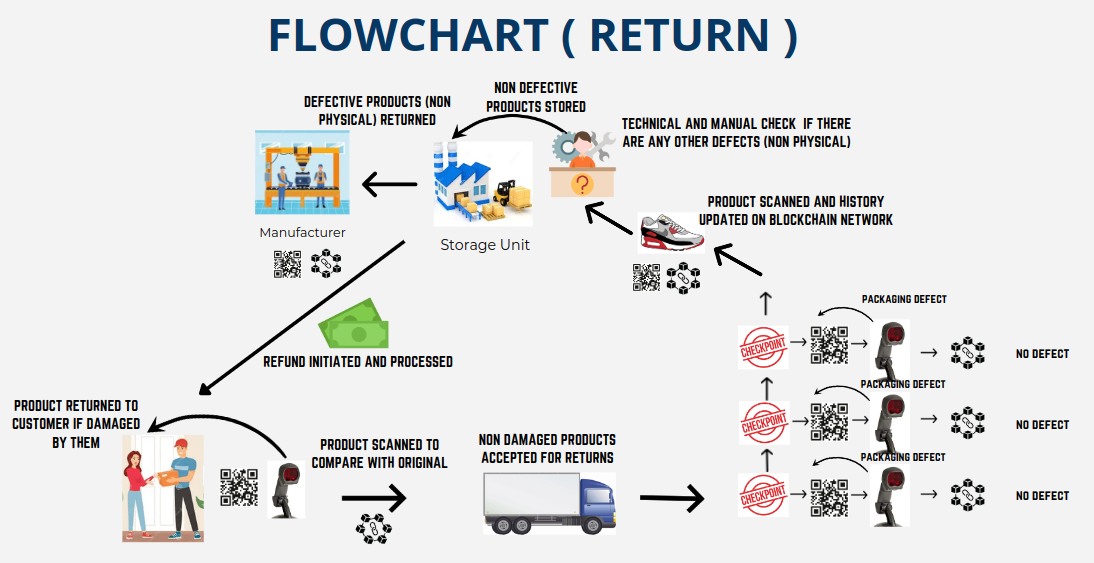 FLOWCHART ( RETURN )
NON DEFECTIVE
PRODUCTS STORED
DEFECTIVE PRODUCTS (NON
PHYSICAL) RETURNED
TECHNICAL AND MANUAL CHECK IF THERE
ARE ANY OTHER DEFECTS (NON PHYSICAL)
?
PRODUCT SCANNED AND HISTORY
UPDATED ON BLOCKCHAIN NETWORK
Manufacturer
Storage Unit
PACKAGING DEFECT
CHECKPOINT
NO DEFECT
REFUND INITIATED AND PROCESSED
PACKAGING DEFECT
CHECKPOINT
NO DEFECT
PRODUCT RETURNED TO
CUSTOMER IF DAMAGED
BY THEM
PRODUCT SCANNED TO
COMPARE WITH ORIGINAL
NON DAMAGED PRODUCTS
ACCEPTED FOR RETURNS
PACKAGING DEFECT
CHECKPOINT
NO DEFECT